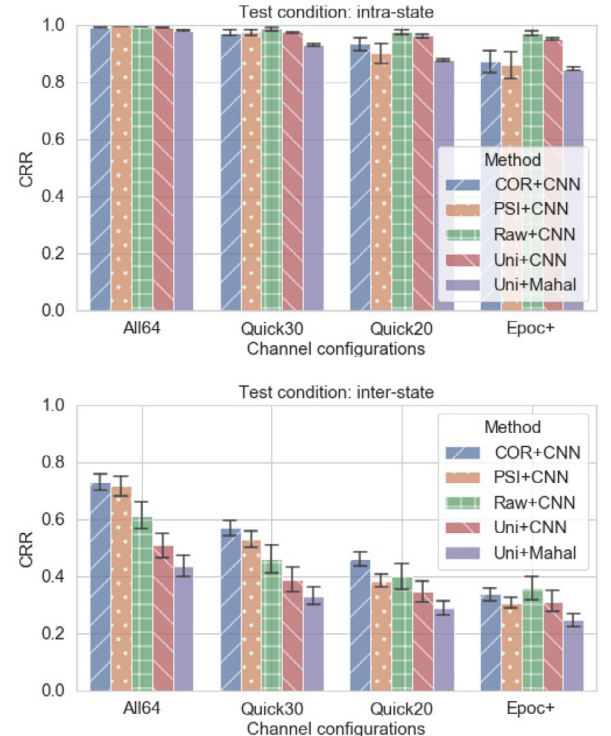 Test condition: intra-state
1.0
0.8
0.6
0.4
0.2
0.0
CRR
Method
COR+CNN
PSI+CNN
Raw+CNN
Uni+CNN
Uni+Mahal
All64 Quick30 Quick20 Epoc+
Channel configurations
Test condition: inter-state
1.0
0.8
0.6
0.4
0.2
0.0
CRR
Method
COR+CNN
PSI+CNN
Raw+CNN
Uni+CNN
Uni+Mahal
All64 Quick30 Quick20 Epoc+
Channel configurations